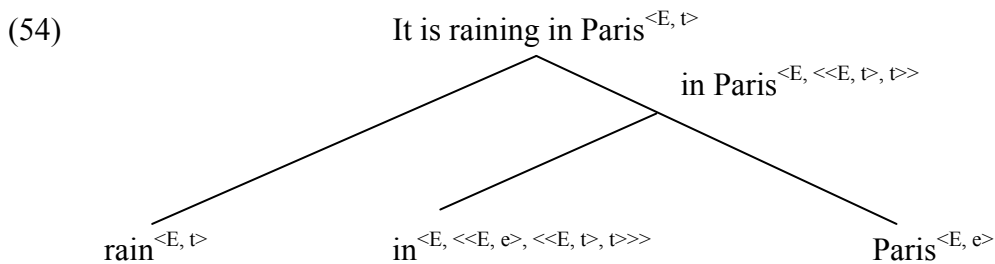 (54) It is raining in Paris<E, t>
in Paris<E, <<E, t>, t>>
rain<E, t> in<E, <<E, e>, <<E, t>, t>>> Paris<E, e>